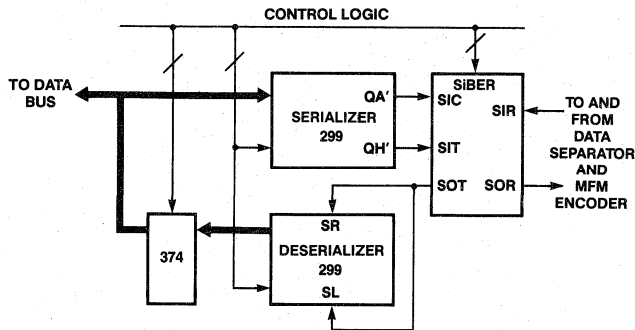 CONTROL LOGIC
TO DATA
BUS
SERIALIZER
299
QA'
QH'
SiBER
SIC
SIR
SIT
SOT
SOR
TO AND
FROM
DATA
SEPARATOR
AND
MFM
ENCODER
374
SR
DESERIALIZER
299
SL